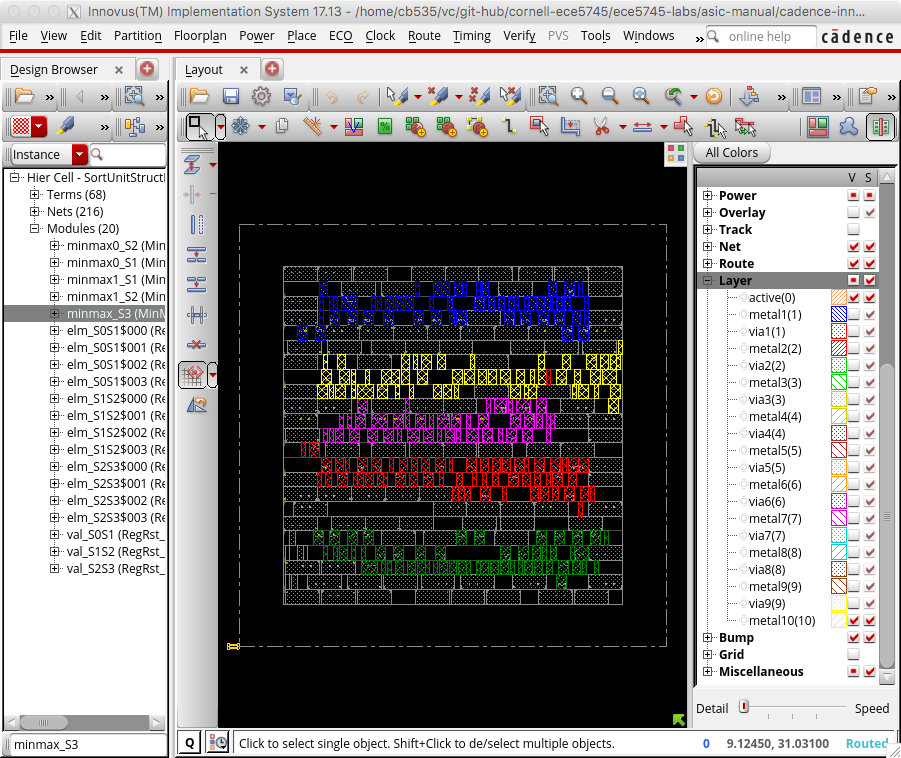 Innovus(TM) Implementation System 17.13 - /home/cb535/vc/git-hub/cornell-ece5745/ece5745-labs/asic-manual/cadence-inn...
File View Edit Partition Floorplan Power Place ECO Clock Route Timing Verify PVS Tools Windows » online help cādence
Design Browser × Layout ×
Instance
All Colors
Hier Cell - SortUnitStruct
Terms (68)
Nets (216)
Modules (20)
minmax0_S2 (Min
minmax0_S1 (Min
minmax1_S1 (Min
minmax1_S2 (Min
minmax_S3 (MinM
elm_S0S1$000 (Re
elm_S0S1$001 (Re
elm_S0S1$002 (Re
elm_S0S1$003 (Re
elm_S1S2$000 (Re
elm_S1S2$001 (Re
elm_S1S2$002 (Re
elm_S1S2$003 (Re
elm_S2S3$000 (Re
elm_S2S3$001 (Re
elm_S2S3$002 (Re
elm_S2S3$003 (Re
val_S0S1 (RegRst_
val_S1S2 (RegRst_
val_S2S3 (RegRst_
V S
Power
Overlay
Track
Net
Route
Layer
active(0)
metal1(1)
via1(1)
metal2(2)
via2(2)
metal3(3)
via3(3)
metal4(4)
via4(4)
metal5(5)
via5(5)
metal6(6)
via6(6)
metal7(7)
via7(7)
metal8(8)
via8(8)
metal9(9)
via9(9)
metal10(10)
Bump
Grid
Miscellaneous
Detail Speed
minmax_S3
Q Click to select single object. Shift+Click to de/select multiple objects. 0 9.12450, 31.03100 Routed